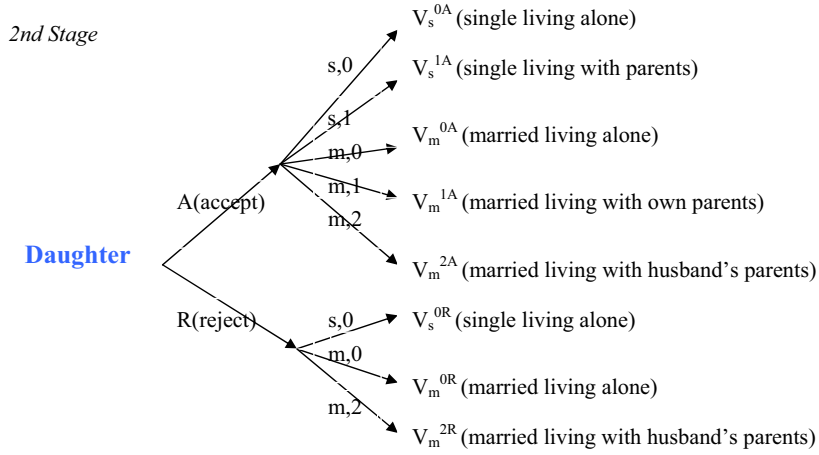 2nd Stage
V_s^0A (single living alone)
s,0
V_s^1A (single living with parents)
s,1
V_m^0A (married living alone)
m,0
m,1
V_m^1A (married living with own parents)
A(accept)
m,2
Daughter
V_m^2A (married living with husband's parents)
R(reject)
s,0
V_s^0R (single living alone)
m,0
V_m^0R (married living alone)
m,2
V_m^2R (married living with husband's parents)